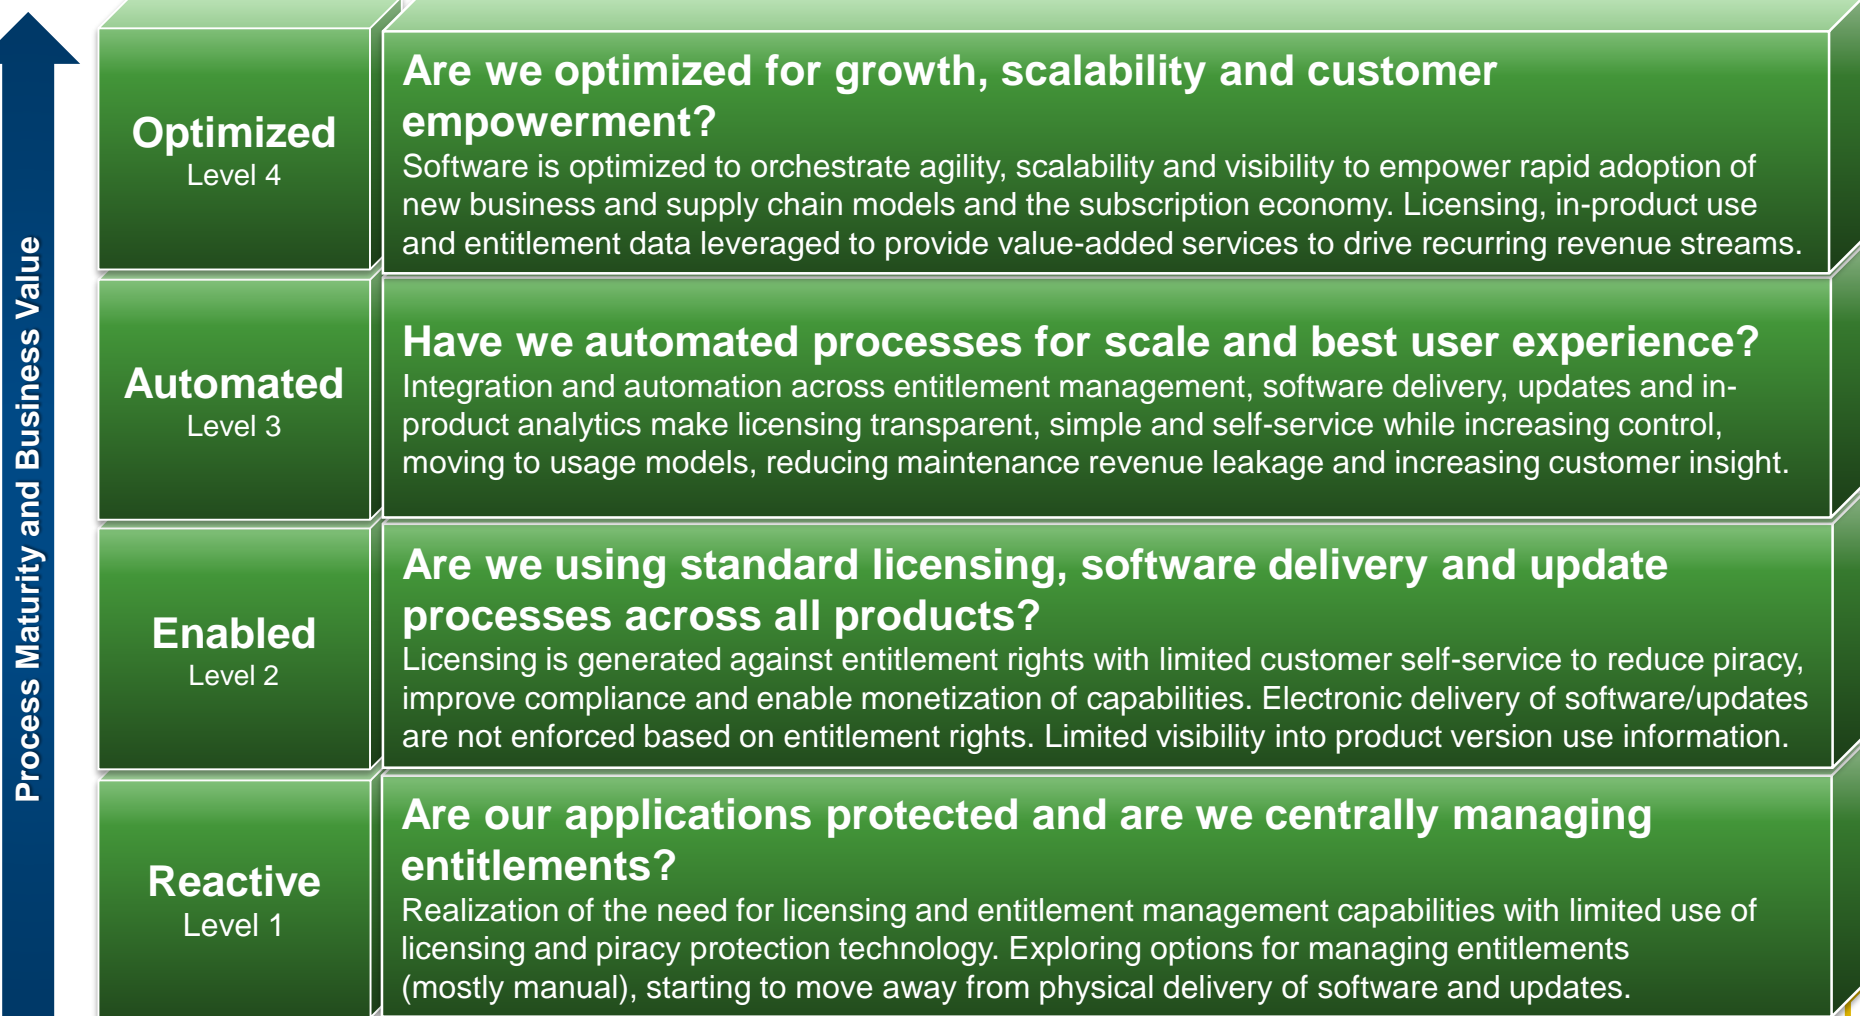 Process Maturity and Business Value
Optimized
Level 4
Are we optimized for growth, scalability and customer
empowerment?
Software is optimized to orchestrate agility, scalability and visibility to empower rapid adoption of
new business and supply chain models and the subscription economy. Licensing, in-product use
and entitlement data leveraged to provide value-added services to drive recurring revenue streams.
Automated
Level 3
Have we automated processes for scale and best user experience?
Integration and automation across entitlement management, software delivery, updates and in-
product analytics make licensing transparent, simple and self-service while increasing control,
moving to usage models, reducing maintenance revenue leakage and increasing customer insight.
Enabled
Level 2
Are we using standard licensing, software delivery and update
processes across all products?
Licensing is generated against entitlement rights with limited customer self-service to reduce piracy,
improve compliance and enable monetization of capabilities. Electronic delivery of software/updates
are not enforced based on entitlement rights. Limited visibility into product version use information.
Reactive
Level 1
Are our applications protected and are we centrally managing
entitlements?
Realization of the need for licensing and entitlement management capabilities with limited use of
licensing and piracy protection technology. Exploring options for managing entitlements
(mostly manual), starting to move away from physical delivery of software and updates.